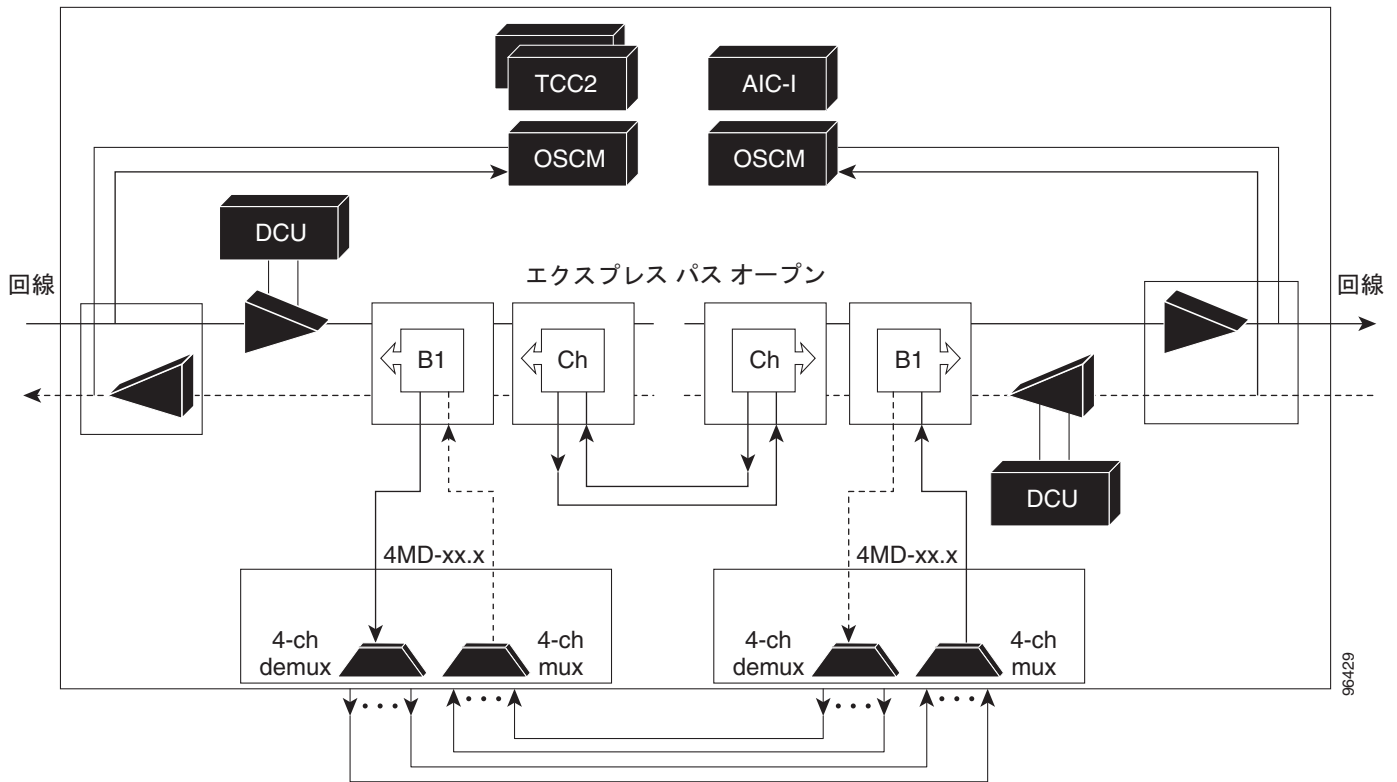 TCC2
AIC-I
OSCM
OSCM
DCU
エクスプレス パス オープン
回線
回線
B1
Ch
Ch
B1
DCU
4MD-xx.x
4MD-xx.x
4-ch
demux
4-ch
mux
4-ch
demux
4-ch
mux
96429